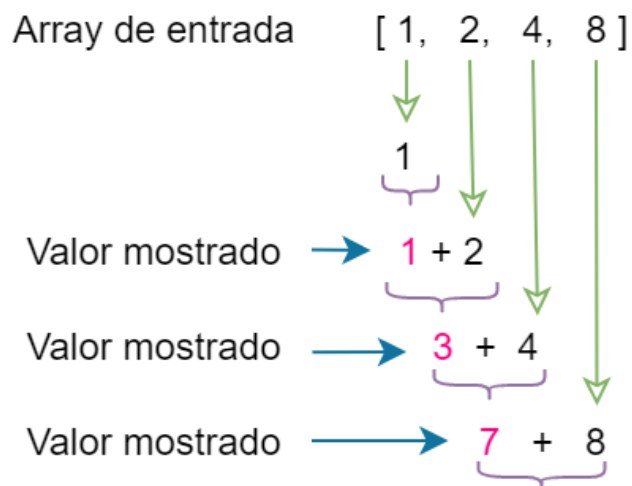 Array de entrada [ 1, 2, 4, 8 ]
1
Valor mostrado 1 + 2
Valor mostrado 3 + 4
Valor mostrado 7 + 8